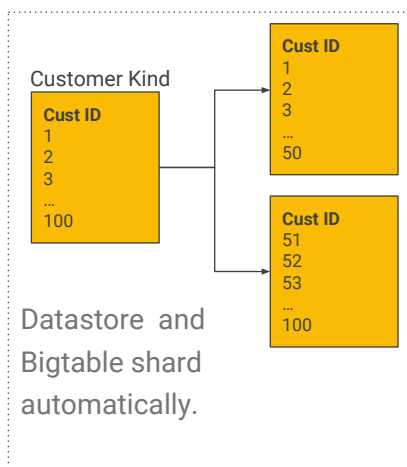 Customer Kind
Cust ID
1
2
3
...
100
Cust ID
1
2
3
...
50
Cust ID
51
52
53
...
100
Datastore and
Bigtable shard
automatically.